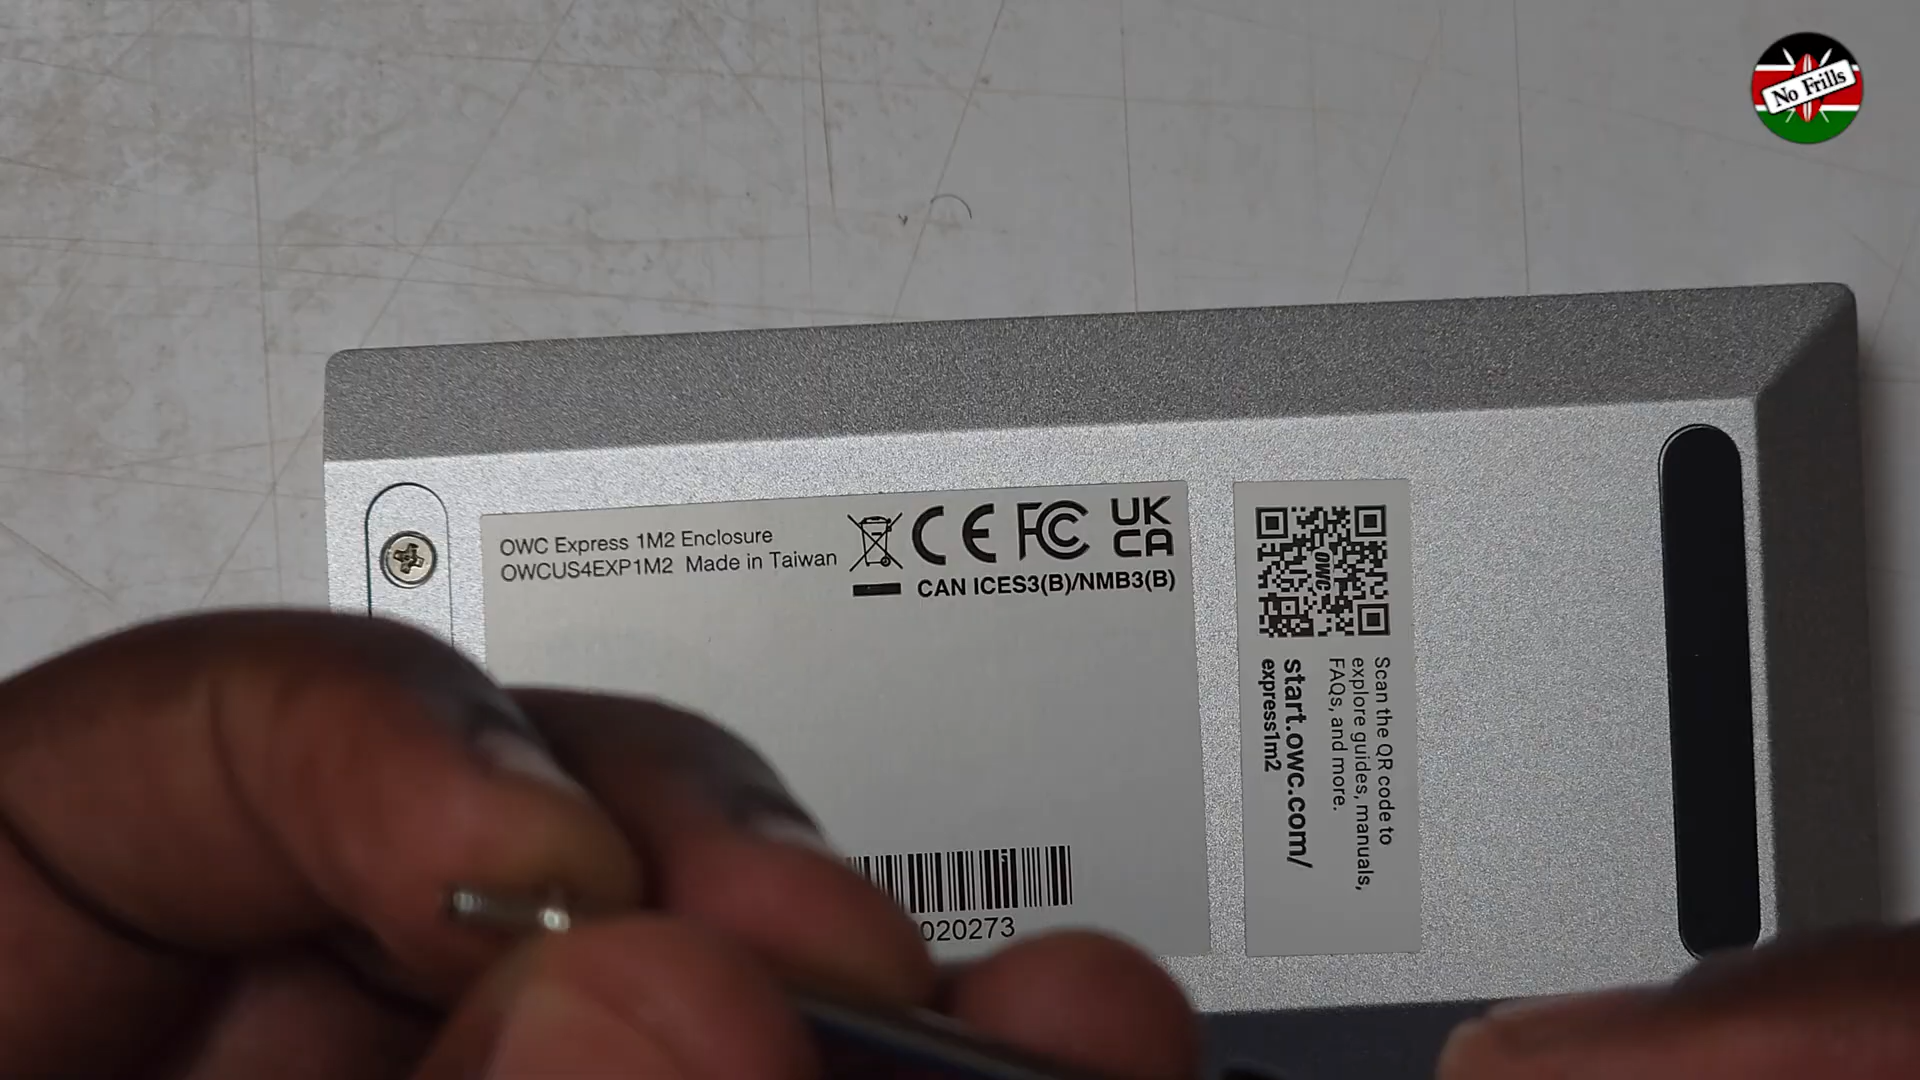 No Frills
OWC Express 1M2 Enclosure
OWCUS4EXP1M2 Made in Taiwan
CE FC UK
CA
CAN ICES3(B)/NMB3(B)
020273
OWC
Scan the QR code to
explore guides, manuals,
FAQs, and more.
start.owc.com/
express1m2